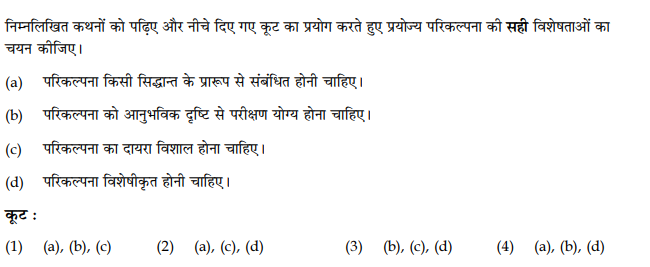 निम्नलिखित कथनों को पढ़िए और नीचे दिए गए कूट का प्रयोग करते हुए प्रयोज्य परिकल्पना की सही विशेषताओं का
चयन कीजिए।
(a) परिकल्पना किसी सिद्धान्त के प्रारूप से संबंधित होनी चाहिए।
(b) परिकल्पना को आनुभविक दृष्टि से परीक्षण योग्य होना चाहिए।
(c) परिकल्पना का दायरा विशाल होना चाहिए।
(d) परिकल्पना विशेषीकृत होनी चाहिए।
कूट :
(1) (a), (b), (c) (2) (a), (c), (d) (3) (b), (c), (d) (4) (a), (b), (d)